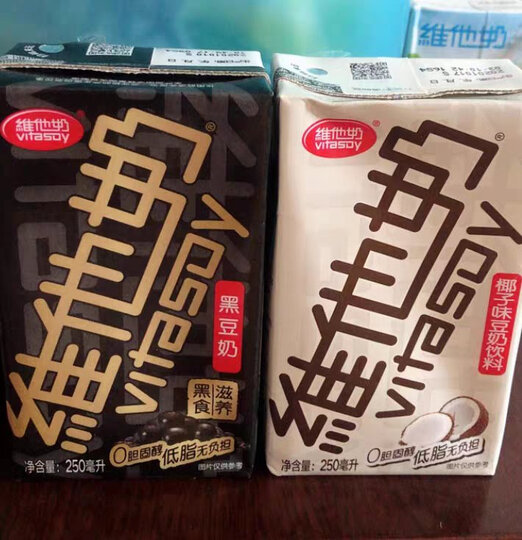 維他奶
維他奶
vitasoy
維他奶
vitasoy
黑豆奶
黑食
滋养
0胆固醇 低脂无负担
净含量: 250毫升
图片仅供参考
維他奶
vitasoy
維他奶
vitasoy
椰子味豆奶饮料
0胆固醇 低脂无负担
净含量: 250毫升
图片仅供参考